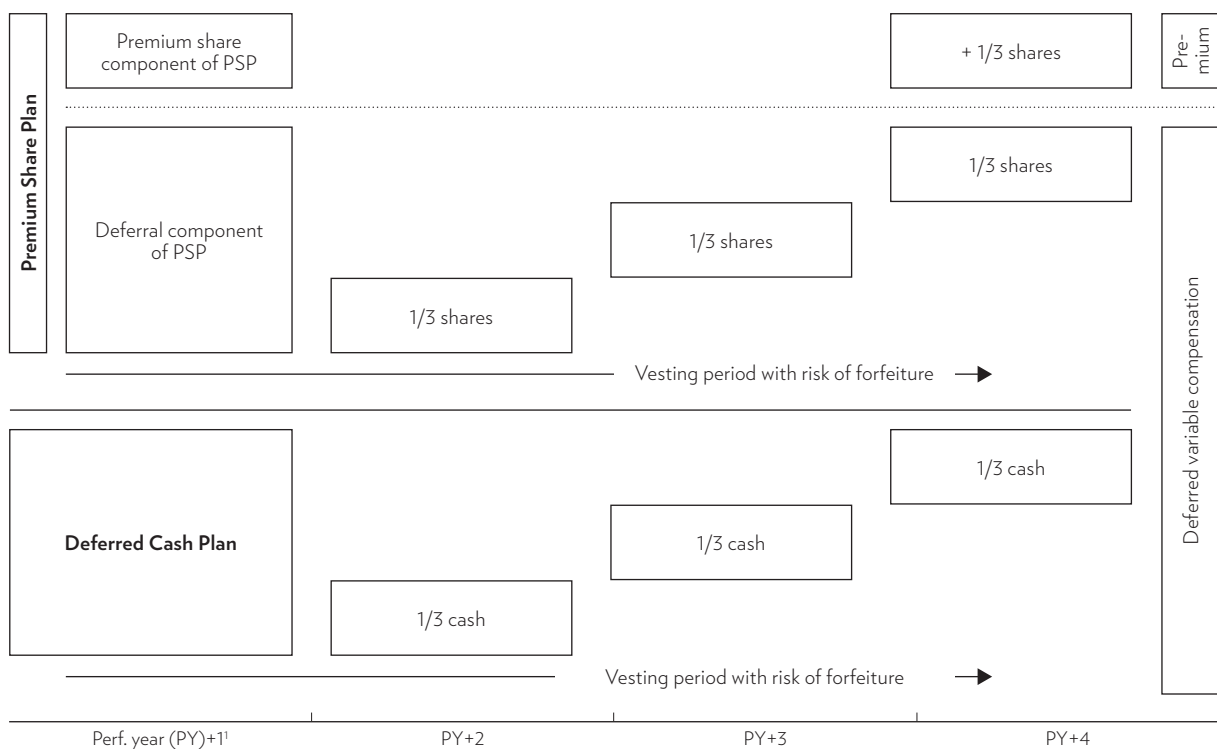 Premium Share Plan
Premium share
component of PSP
+ 1/3 shares
Pre-
mium
Deferral component
of PSP
1/3 shares
1/3 shares
1/3 shares
Vesting period with risk of forfeiture
Deferred variable compensation
Deferred Cash Plan
1/3 cash
1/3 cash
1/3 cash
Vesting period with risk of forfeiture
Perf. year (PY)+1¹
PY+2
PY+3
PY+4